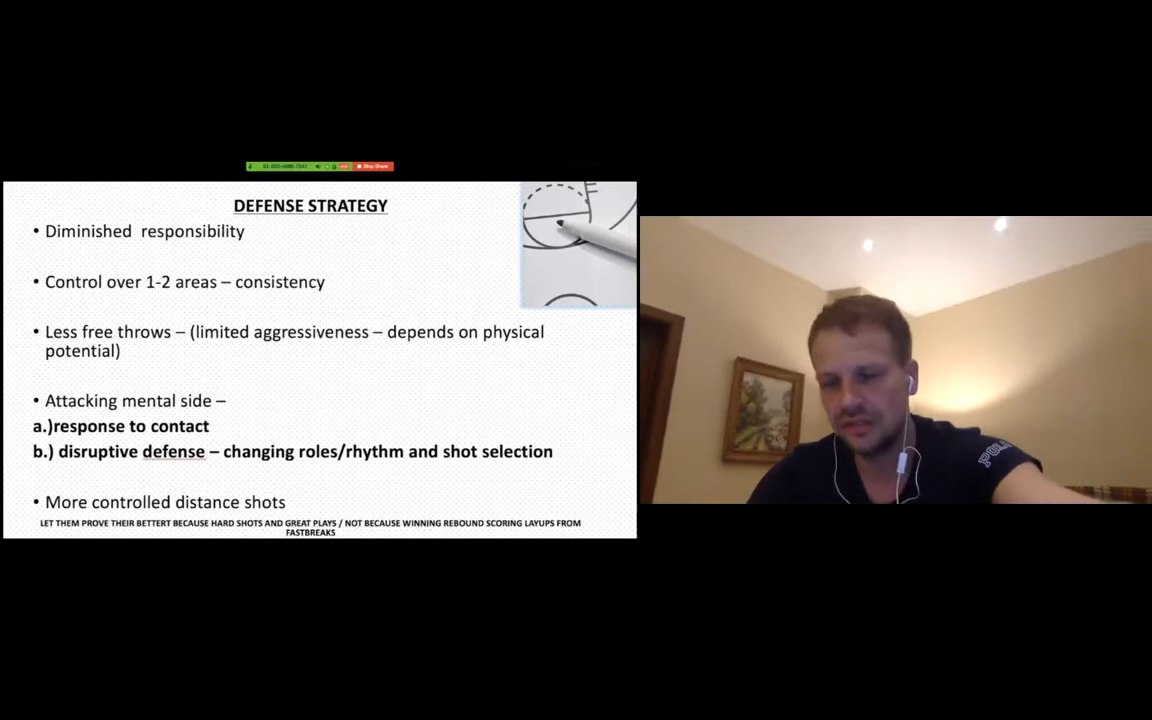 Stop Share
DEFENSE STRATEGY
• Diminished responsibility
• Control over 1-2 areas – consistency
• Less free throws – (limited aggressiveness – depends on physical
potential)
• Attacking mental side –
a.)response to contact
b.) disruptive defense – changing roles/rhythm and shot selection
• More controlled distance shots
LET THEM PROVE THEIR BETTERT BECAUSE HARD SHOTS AND GREAT PLAYS / NOT BECAUSE WINNING REBOUND SCORING LAYUPS FROM
FASTBREAKS